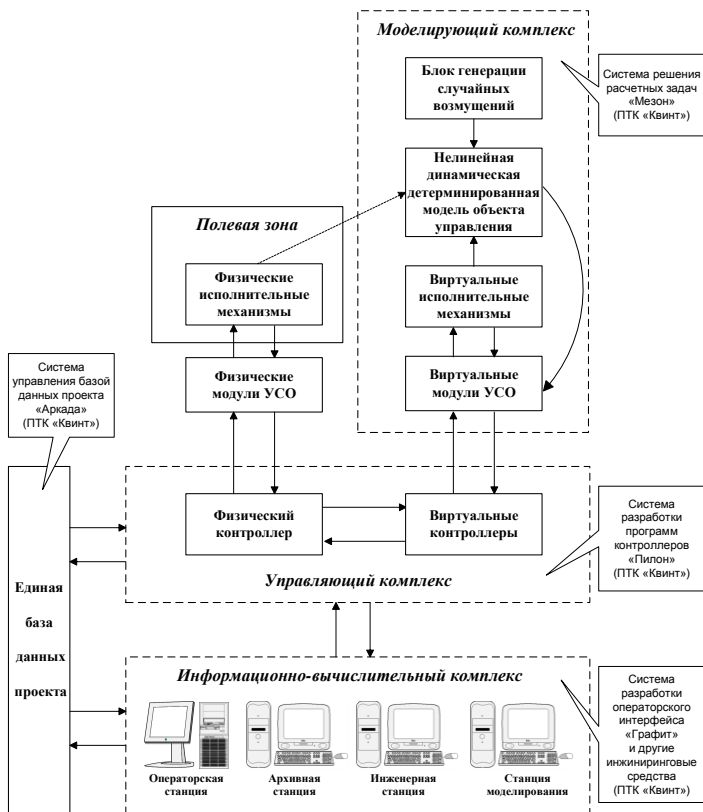 Моделирующий комплекс
Блок генерации
случайных
возмущений
Система решения
расчетных задач
«Мезон»
(ПТК «Квинт»)
Нелинейная
динамическая
детерминированная
модель объекта
управления
Полевая зона
Физические
исполнительные
механизмы
Виртуальные
исполнительные
механизмы
Система
управления базой
данных проекта
«Аркада»
(ПТК «Квинт»)
Физические
модули УСО
Виртуальные
модули УСО
Физический
контроллер
Виртуальные
контроллеры
Управляющий комплекс
Система
разработки
программ
контроллеров
«Пилон»
(ПТК «Квинт»)
Единая
база
данных
проекта
Информационно-вычислительный комплекс
Операторская
станция
Архивная
станция
Инженерная
станция
Станция
моделирования
Система
разработки
операторского
интерфейса
«Графит»
и другие
инжиниринговые
средства
(ПТК «Квинт»)